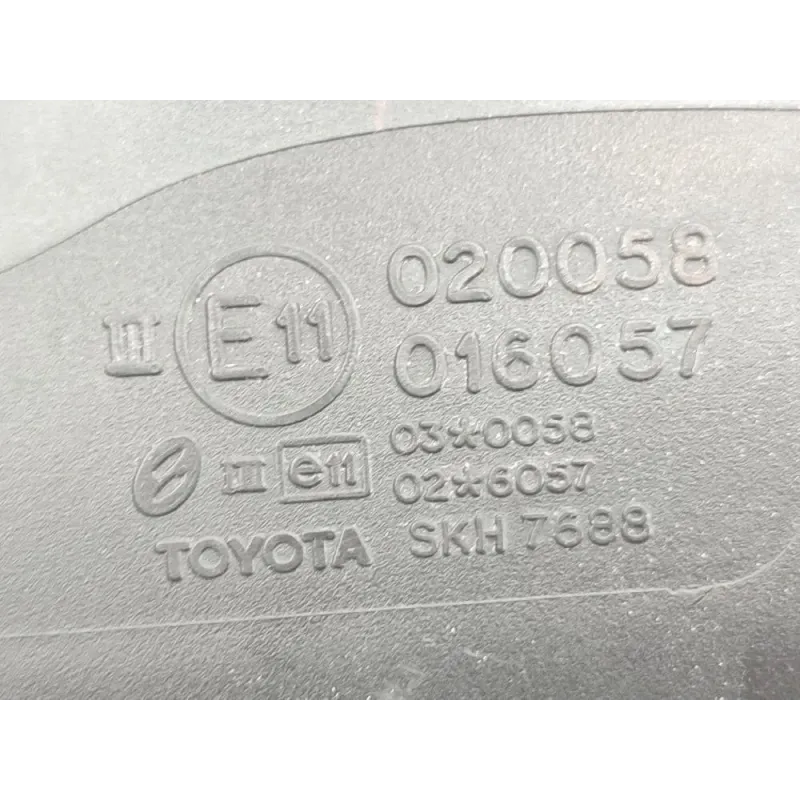 020058
III E11 016057
03*0058
III e11 02*6057
TOYOTA SKH 7688